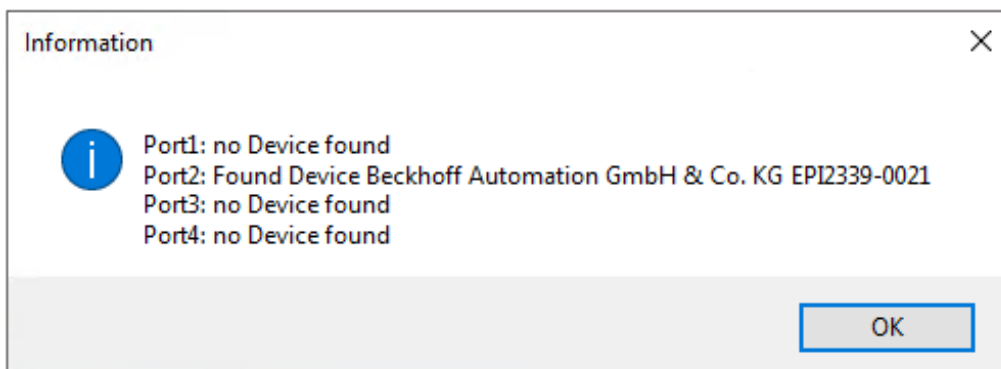 Information
Port1: no Device found
Port2: Found Device Beckhoff Automation GmbH & Co. KG EPI2339-0021
Port3: no Device found
Port4: no Device found
OK